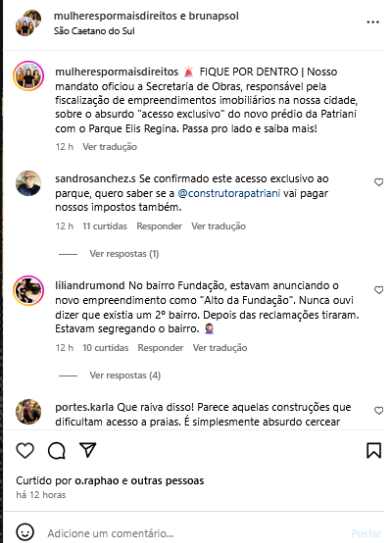 mulherespormaisdireitos e brunapsol
São Caetano do Sul
mulherespormaisdireitos 🚨 FIQUE POR DENTRO | Nosso
mandato oficiou a Secretaria de Obras, responsável pela
fiscalização de empreendimentos imobiliários na nossa cidade,
sobre o absurdo "acesso exclusivo" do novo prédio da Patriani
com o Parque Elis Regina. Passa pro lado e saiba mais!
12 h Ver tradução
sandrosanchez.s Se confirmado este acesso exclusivo ao
parque, quero saber se a @construtorapatriani vai pagar
nossos impostos também.
12 h 11 curtidas Responder Ver tradução
Ver respostas (1)
liliandrumond No bairro Fundação, estavam anunciando o
novo empreendimento como "Alto da Fundação". Nunca ouvi
dizer que existia um 2º bairro. Depois das reclamações tiraram.
Estavam segregando o bairro. 🤦🏽‍♀️
12 h 10 curtidas Responder Ver tradução
Ver respostas (4)
portes.karla Que raiva disso! Parece aquelas construções que
dificultam acesso a praias. É simplesmente absurdo cercear
Curtido por o.raphao e outras pessoas
há 12 horas
Adicione um comentário...
Postar